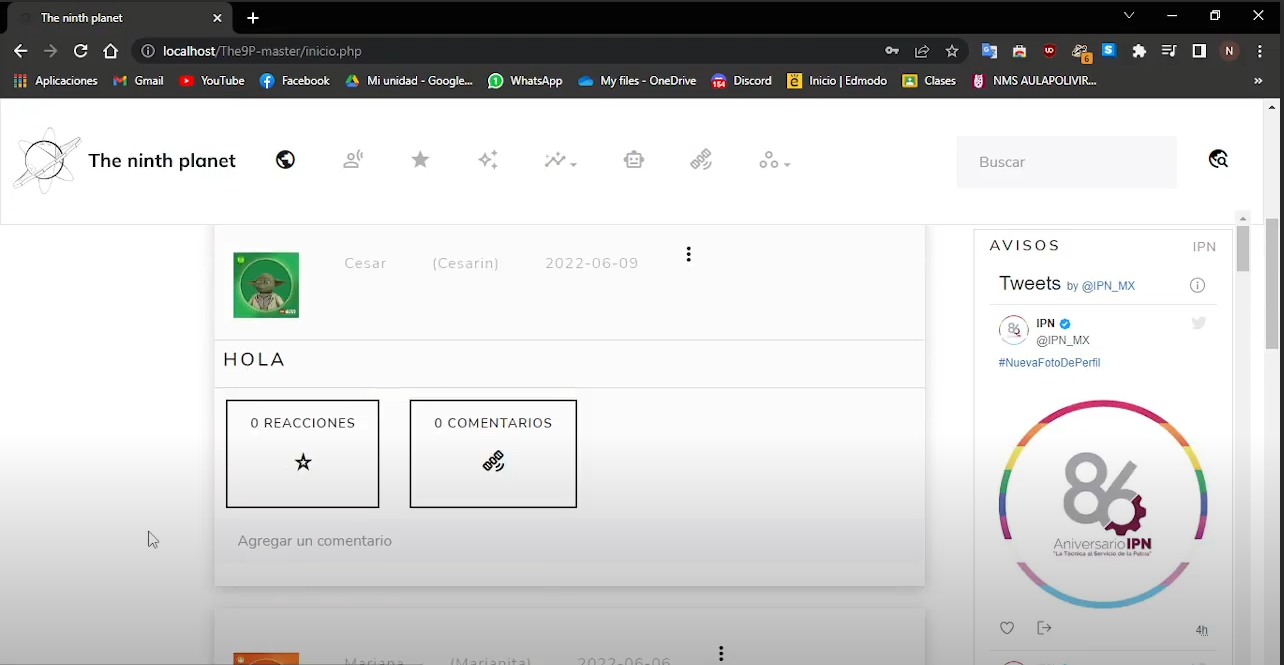 The ninth planet
localhost/The9P-master/inicio.php
N
6
Aplicaciones
Gmail
YouTube
Facebook
Mi unidad - Google...
WhatsApp
My files - OneDrive
154
Discord
Inicio | Edmodo
Clases
NMS AULAPOLIVIR...
»
The ninth planet
Buscar
Cesar (Cesarin) 2022-06-09
HOLA
0 REACCIONES
0 COMENTARIOS
Agregar un comentario
Mariana (Marianita) 2022-06-06
AVISOS IPN
Tweets by @IPN_MX
IPN
@IPN_MX
#NuevaFotoDePerfil
86
Aniversario IPN
"La Técnica al Servicio de la Patria"
4h